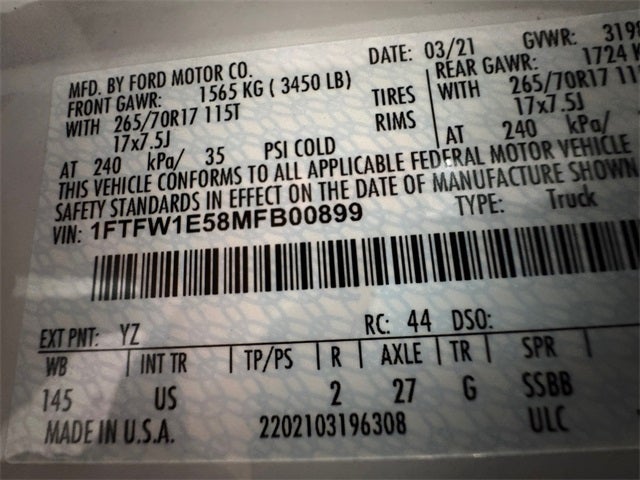 MFD. BY FORD MOTOR CO. DATE: 03/21 GVWR: 3198
FRONT GAWR: 1565 KG ( 3450 LB) REAR GAWR: 1724 K
WITH 265/70R17 115T TIRES WITH 265/70R17 115
17x7.5J RIMS 17x7.5J
AT 240 kPa/ 35 PSI COLD AT 240 kPa/
THIS VEHICLE CONFORMS TO ALL APPLICABLE FEDERAL MOTOR VEHICLE
SAFETY STANDARDS IN EFFECT ON THE DATE OF MANUFACTURE SHOWN
VIN: 1FTFW1E58MFB00899 TYPE: Truck
EXT PNT: YZ RC: 44 DSO:
WB INT TR TP/PS R AXLE TR SPR
145 US 2 27 G SSBB
MADE IN U.S.A. 2202103196308 ULC